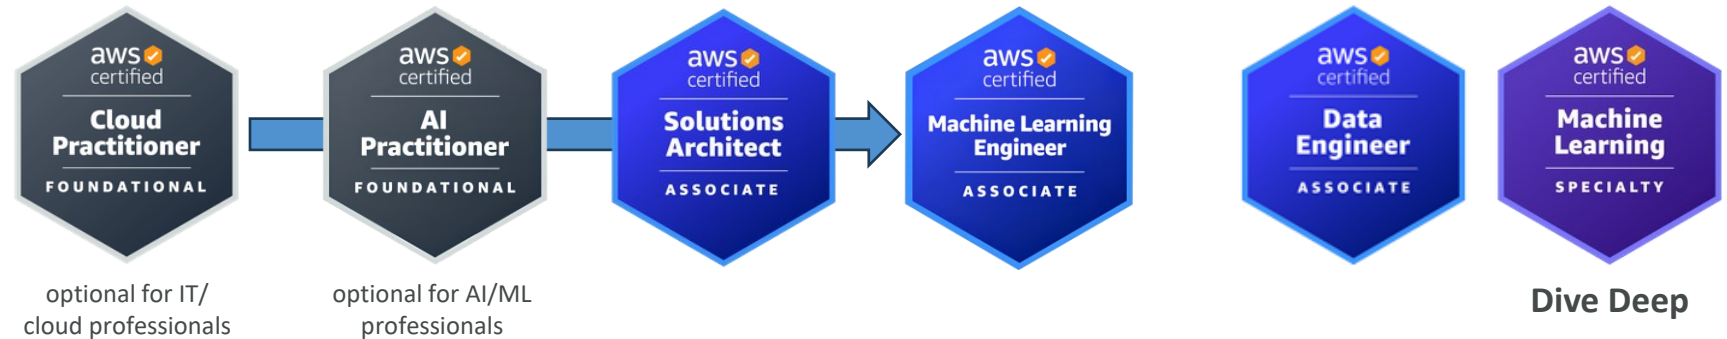 aws
certified
Cloud
Practitioner
FOUNDATIONAL
optional for IT/
cloud professionals
aws
certified
AI
Practitioner
FOUNDATIONAL
optional for AI/ML
professionals
aws
certified
Solutions
Architect
ASSOCIATE
aws
certified
Machine Learning
Engineer
ASSOCIATE
aws
certified
Data
Engineer
ASSOCIATE
aws
certified
Machine
Learning
SPECIALTY
Dive Deep